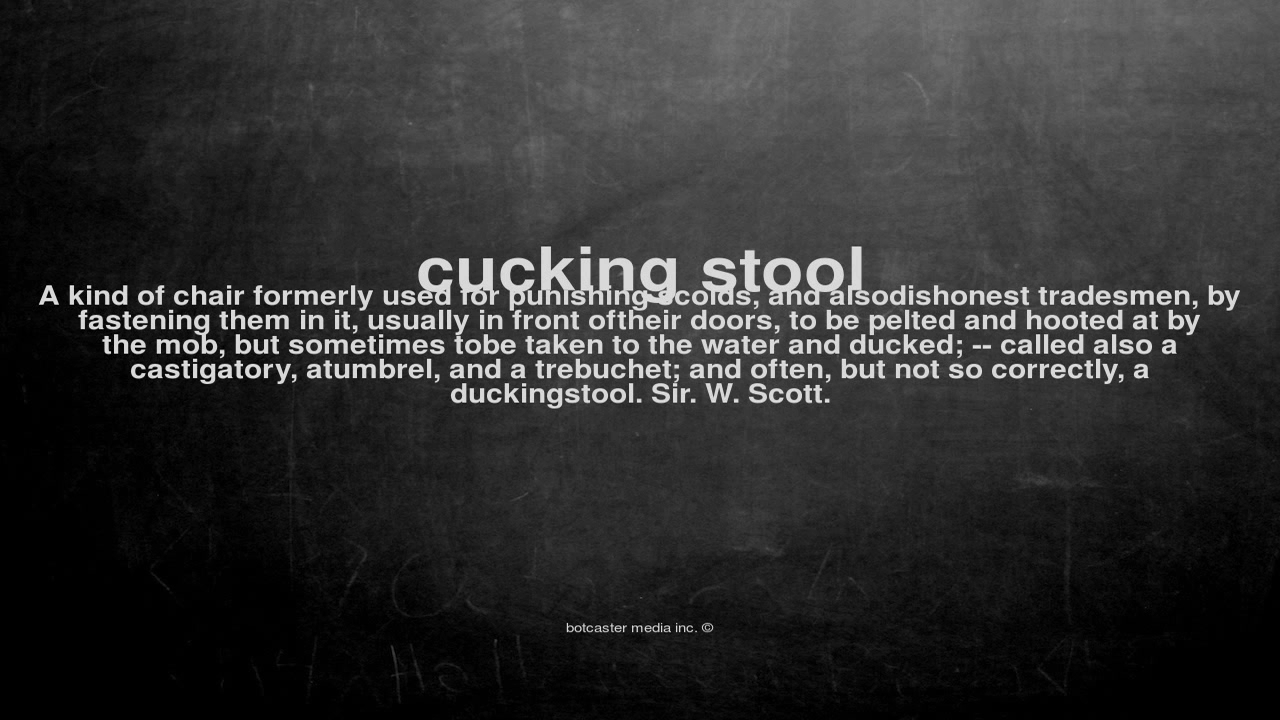 cucking stool
A kind of chair formerly used for punishing scolds, and alsodishonest tradesmen, by
fastening them in it, usually in front oftheir doors, to be pelted and hooted at by
the mob, but sometimes tobe taken to the water and ducked; -- called also a
castigatory, atumbrel, and a trebuchet; and often, but not so correctly, a
duckingstool. Sir. W. Scott.
botcaster media inc. ©